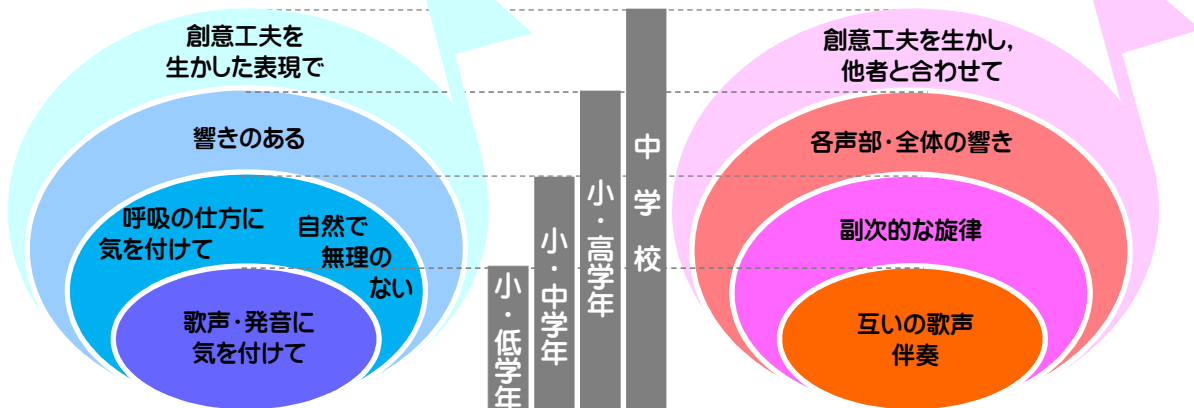 創意工夫を
生かした表現で
響きのある
呼吸の仕方に
気を付けて
自然で
無理の
ない
歌声・発音に
気を付けて
小・低学年
小・中学年
小・高学年
中学校
創意工夫を生かし,
他者と合わせて
各声部・全体の響き
副次的な旋律
互いの歌声
伴奏